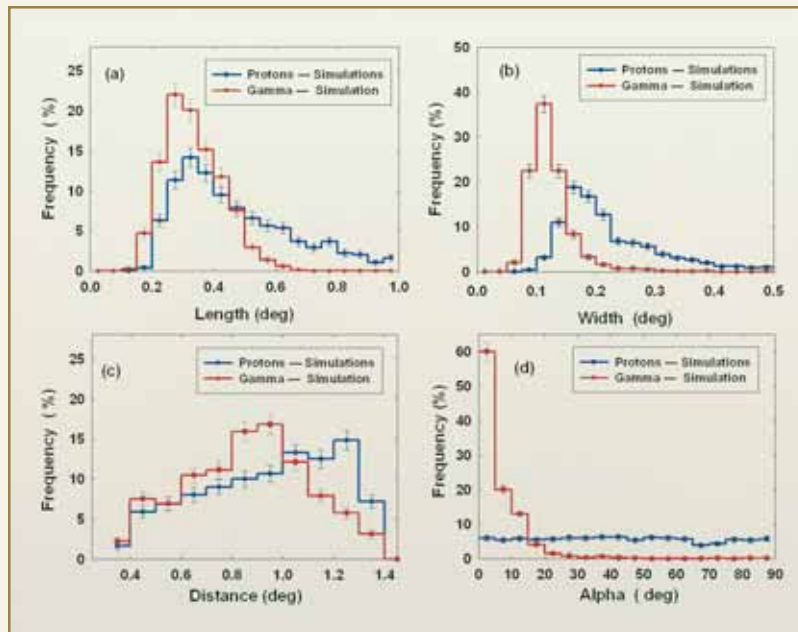 (a)
Protons — Simulations
Gamma — Simulation
Frequency ( %)
25
20
15
10
5
0
0.0 0.2 0.4 0.6 0.8 1.0
Length (deg)
(b)
Protons — Simulations
Gamma — Simulation
Frequency (%)
50
40
30
20
10
0
0.0 0.1 0.2 0.3 0.4 0.5
Width (deg)
(c)
Protons — Simulations
Gamma — Simulation
Frequency ( %)
25
20
15
10
5
0
0.4 0.6 0.8 1.0 1.2 1.4
Distance (deg)
(d)
Protons — Simulations
Gamma — Simulation
Frequency (%)
60
50
40
30
20
10
0
0 10 20 30 40 50 60 70 80 90
Alpha ( deg)